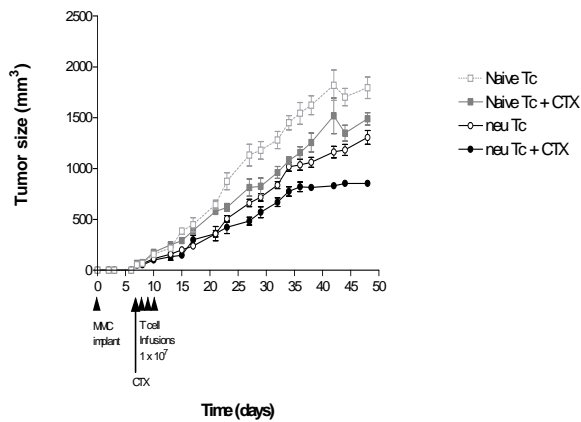 2500
2000
1500
1000
500
0
Tumor size (mm³)
0 5 10 15 20 25 30 35 40 45 50
MMC
implant
T cell
Infusions
1 x 10⁷
CTX
Time (days)
Naive Tc
Naive Tc + CTX
neu Tc
neu Tc + CTX